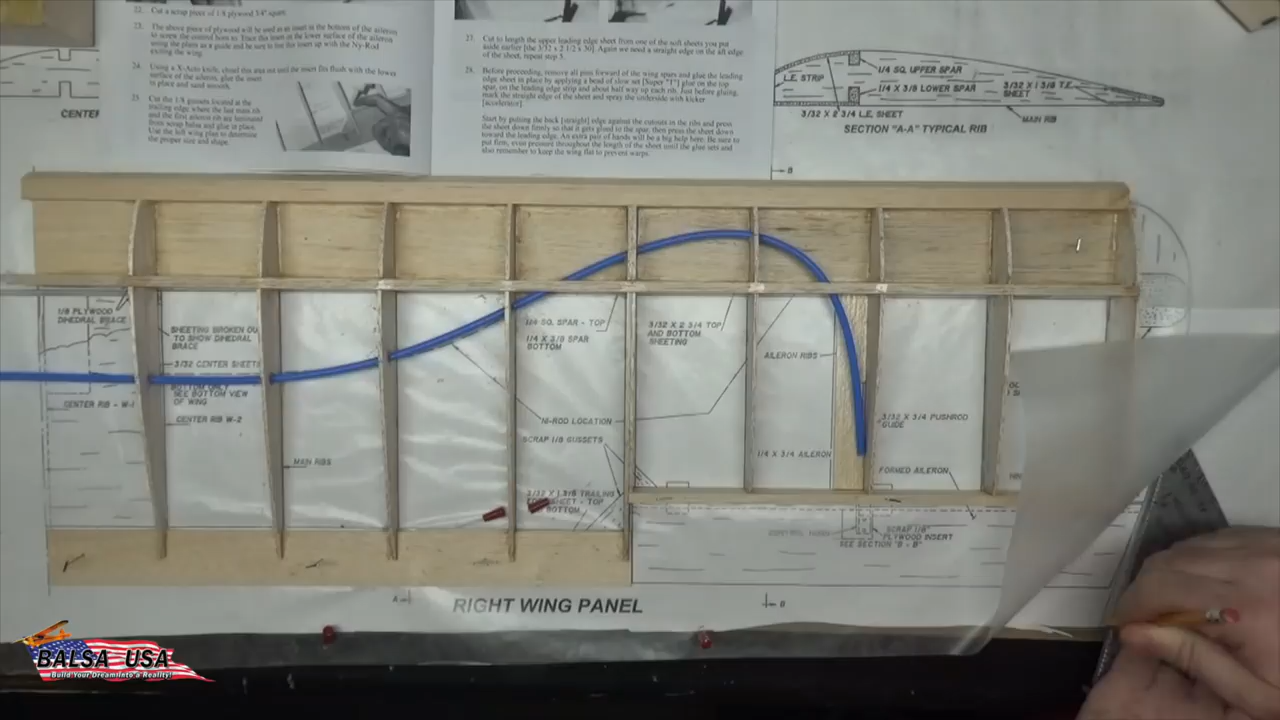 22. Cut a scrap piece of 1/8 plywood 3/4" apart.
23. The above piece of plywood will be used as an insert in the bottom of the aileron
to screw the control horn to. Trace this insert in the lower surface of the aileron
using the plans as a guide and be sure to line the insert up with the Ny-Rod
exiting the wing.
24. Using a X-Acto knife,
surface of the aileron, glue the insert
in place and sand smooth.
25. Cut the 1/8 gussets located at the
trailing edge, where the last main rib
and the first aileron rib are laminated
from scrap balsa and glue in place.
Use the left wing plan to determine
the proper size and shape.
27. Cut to length the upper leading edge sheet from one of the soft sheets you put
aside earlier [the 3/32 x 2 1/2 x 30]. Again we need a straight edge on the aft edge
of the sheet, repeat step 5.
28. Before proceeding, remove all pins forward of the wing spars and glue the leading
edge sheet in place by applying a bead of slow set [Super "T"] glue on the top
spar, on the leading edge strip and about half way up each rib. Just before gluing,
mark the straight edge of the sheet and spray the underside with kicker
[accelerator].
Start by putting the back [straight] edge against the cutouts in the ribs and press
the sheet down firmly so that it gets glued to the spar, then press the sheet down
toward the leading edge. An extra pair of hands will be a big help here. Be sure to
put firm, even pressure throughout the length of the sheet until the glue sets and
also remember to keep the wing flat to prevent warps.
CENTER
L.E. STRIP
1/4 SQ. UPPER SPAR
1/4 X 3/8 LOWER SPAR
3/32 X 1 3/8 T.E.
SHEET
3/32 X 2 3/4 L.E. SHEET
MAIN RIB
SECTION "A-A" TYPICAL RIB
B
1/8 PLYWOOD
DIHEDRAL BRACE
SHEETING BROKEN OU
TO SHOW DIHEDRAL
BRACE
3/32 CENTER SHEET
SEE BOTTOM VIEW
OF WING
CENTER RIB - W-1
CENTER RIB W-2
MAIN RIBS
1/4 SQ. SPAR - TOP
1/4 X 3/8 SPAR
BOTTOM
3/32 X 2 3/4 TOP
AND BOTTOM
SHEETING
AILERON RIBS
NI-ROD LOCATION
SCRAP 1/8 GUSSETS
1/4 X 3/4 AILERON
3/32 X 3/4 PUSHROD
GUIDE
FORMED AILERON
3/32 X 1 3/8 TRAILING
SHEET - TOP
BOTTOM
CONTROL HORN
SCRAP 1/8"
PLYWOOD INSERT
SEE SECTION "B - B"
A
RIGHT WING PANEL
B
BALSA USA
Build Your Dream Into a Reality!